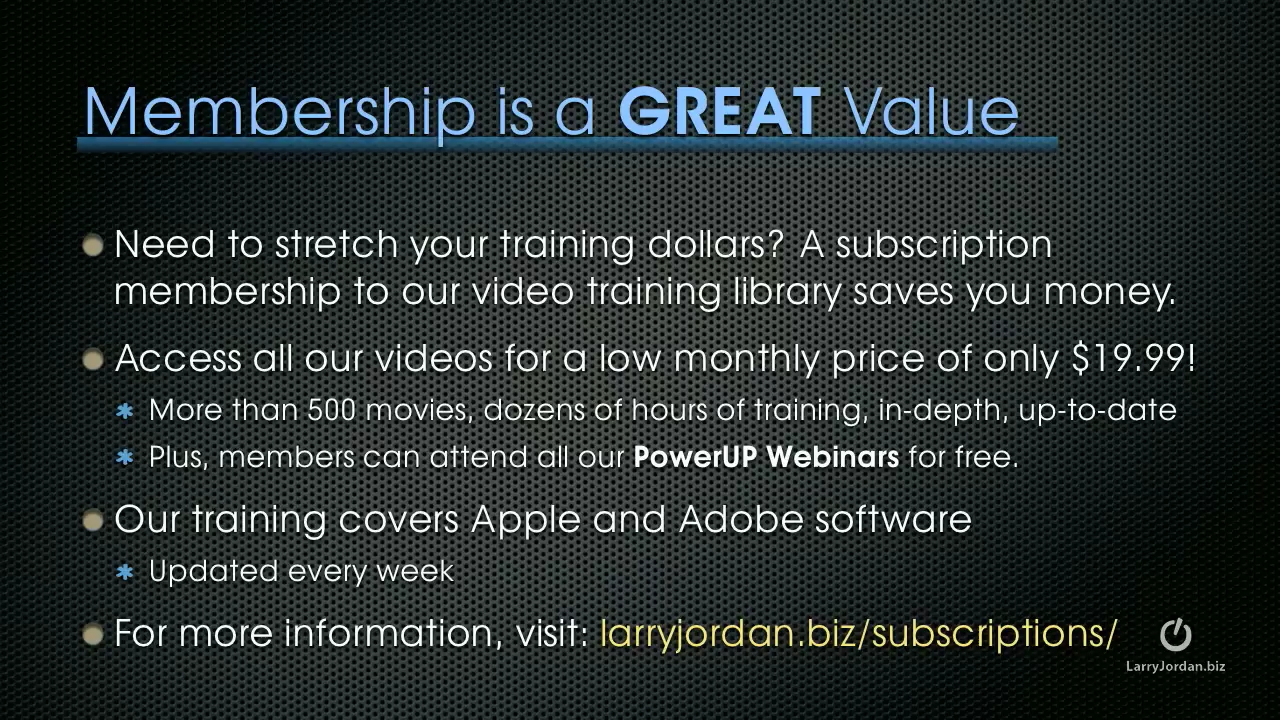 Membership is a GREAT Value
Need to stretch your training dollars? A subscription
membership to our video training library saves you money.
Access all our videos for a low monthly price of only $19.99!
More than 500 movies, dozens of hours of training, in-depth, up-to-date
Plus, members can attend all our PowerUP Webinars for free.
Our training covers Apple and Adobe software
Updated every week
For more information, visit: larryjordan.biz/subscriptions/
LarryJordan.biz